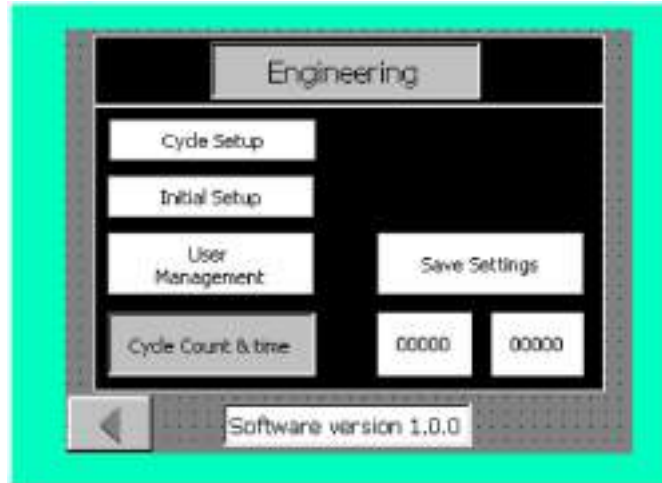 Engineering
Cycle Setup
Initial Setup
User
Management
Save Settings
Cycle Count & time
00000
00000
Software version 1.0.0